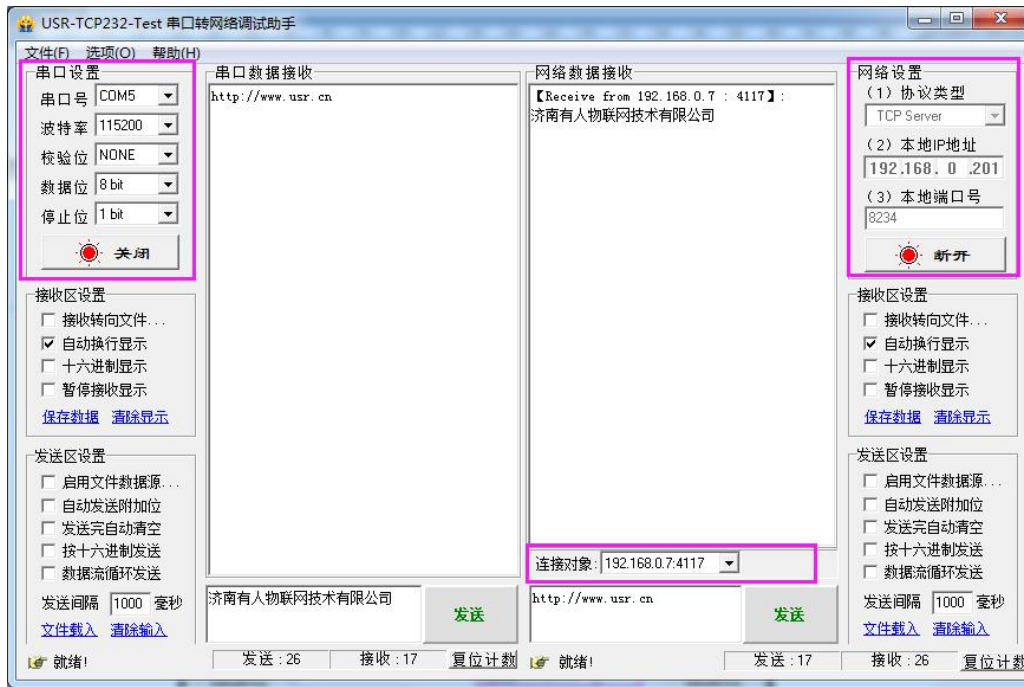 USR-TCP232-Test 串口转网络调试助手
文件(F) 选项(O) 帮助(H)
串口设置
串口号 COM5
波特率 115200
校验位 NONE
数据位 8 bit
停止位 1 bit
关闭
接收区设置
接收转向文件...
自动换行显示
十六进制显示
暂停接收显示
保存数据 清除显示
发送区设置
启用文件数据源...
自动发送附加位
发送完自动清空
按十六进制发送
数据流循环发送
发送间隔 1000 毫秒
文件载入 清除输入
就绪!
串口数据接收
http://www.usr.cn
济南有人物联网技术有限公司
发送
发送:26 接收:17 复位计数
网络数据接收
【Receive from 192.168.0.7 : 4117】:
济南有人物联网技术有限公司
连接对象: 192.168.0.7:4117
http://www.usr.cn
发送
就绪! 发送:17 接收:26 复位计数
网络设置
(1) 协议类型
TCP Server
(2) 本地IP地址
192.168. 0 .201
(3) 本地端口号
8234
断开
接收区设置
接收转向文件...
自动换行显示
十六进制显示
暂停接收显示
保存数据 清除显示
发送区设置
启用文件数据源...
自动发送附加位
发送完自动清空
按十六进制发送
数据流循环发送
发送间隔 1000 毫秒
文件载入 清除输入